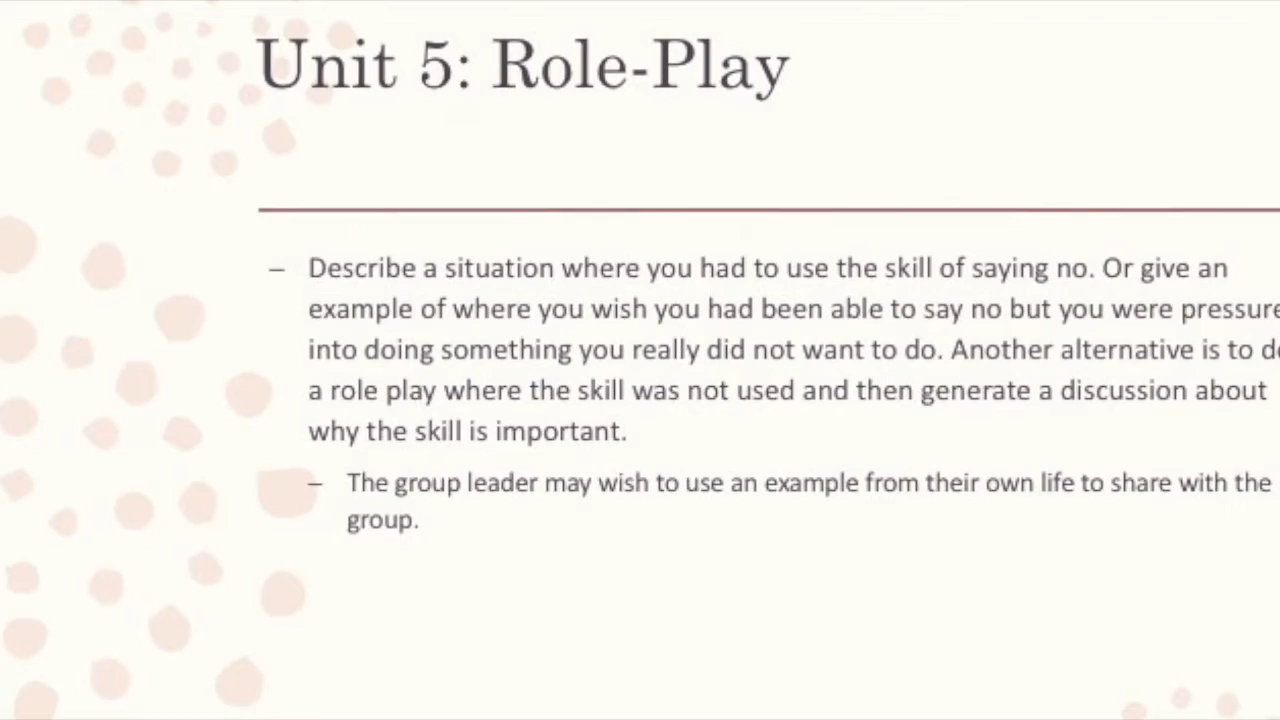 Unit 5: Role-Play
– Describe a situation where you had to use the skill of saying no. Or give an
example of where you wish you had been able to say no but you were pressure
into doing something you really did not want to do. Another alternative is to
a role play where the skill was not used and then generate a discussion about
why the skill is important.
– The group leader may wish to use an example from their own life to share with the
group.